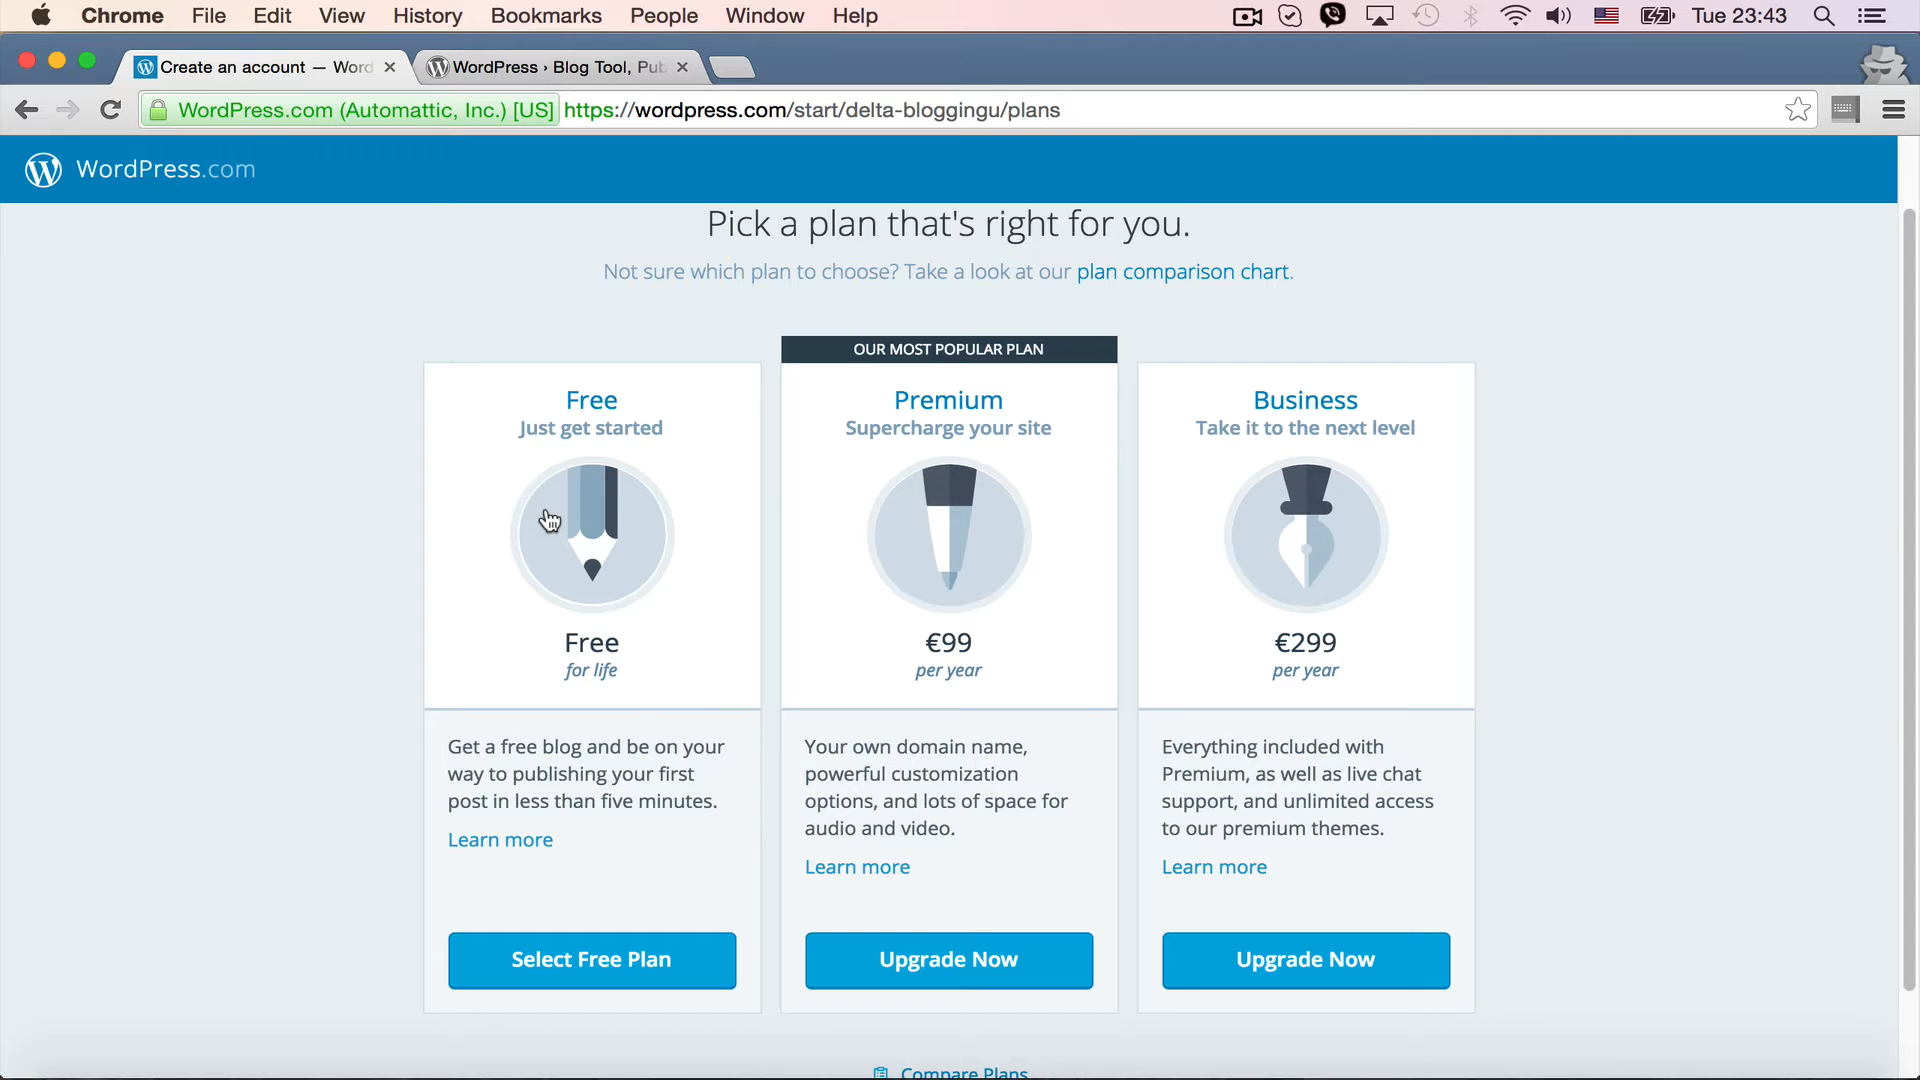 Chrome File Edit View History Bookmarks People Window Help Tue 23:43
Create an account — Word
WordPress › Blog Tool, Pub
WordPress.com (Automattic, Inc.) [US] https://wordpress.com/start/delta-bloggingu/plans
WordPress.com
Pick a plan that's right for you.
Not sure which plan to choose? Take a look at our plan comparison chart.
OUR MOST POPULAR PLAN
Free
Just get started
Free
for life
Get a free blog and be on your
way to publishing your first
post in less than five minutes.
Learn more
Select Free Plan
Premium
Supercharge your site
€99
per year
Your own domain name,
powerful customization
options, and lots of space for
audio and video.
Learn more
Upgrade Now
Business
Take it to the next level
€299
per year
Everything included with
Premium, as well as live chat
support, and unlimited access
to our premium themes.
Learn more
Upgrade Now
Compare Plans